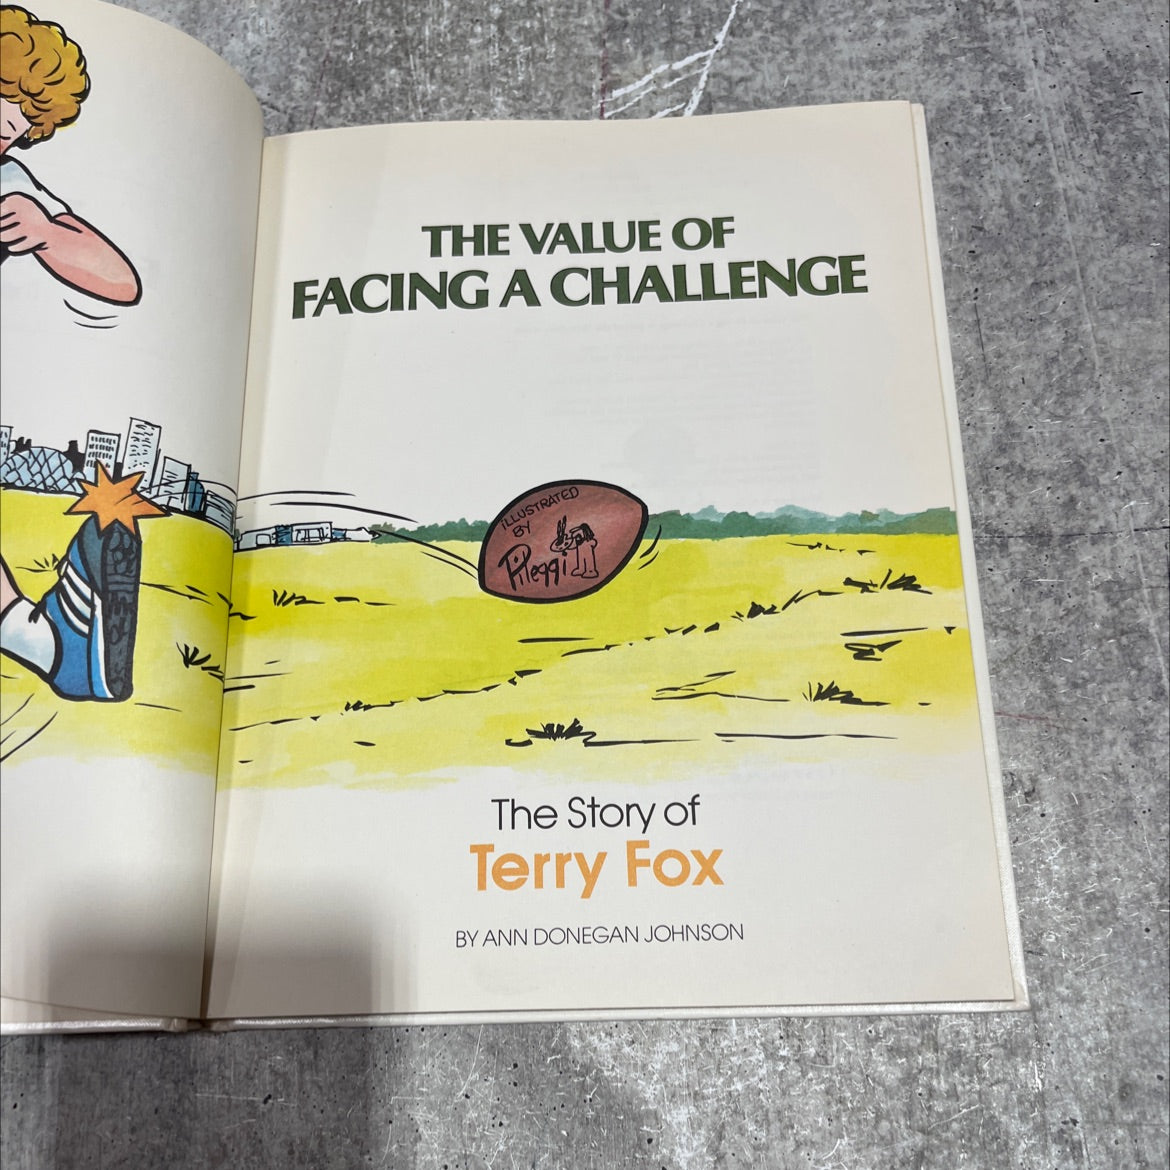 THE VALUE OF
FACING A CHALLENGE
ILLUSTRATED
BY
Pileggi
The Story of
Terry Fox
BY ANN DONEGAN JOHNSON